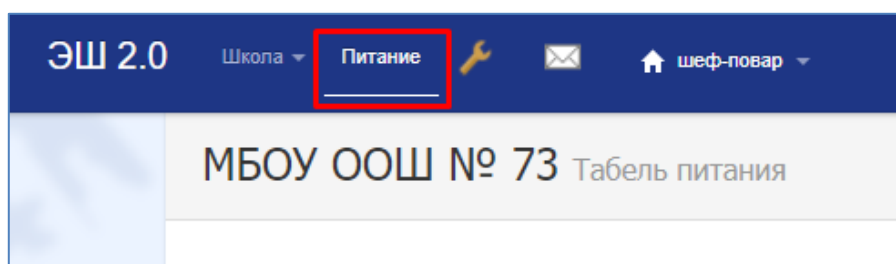 ЭШ 2.0 Школа Питание шеф-повар
МБОУ ООШ № 73 Табель питания